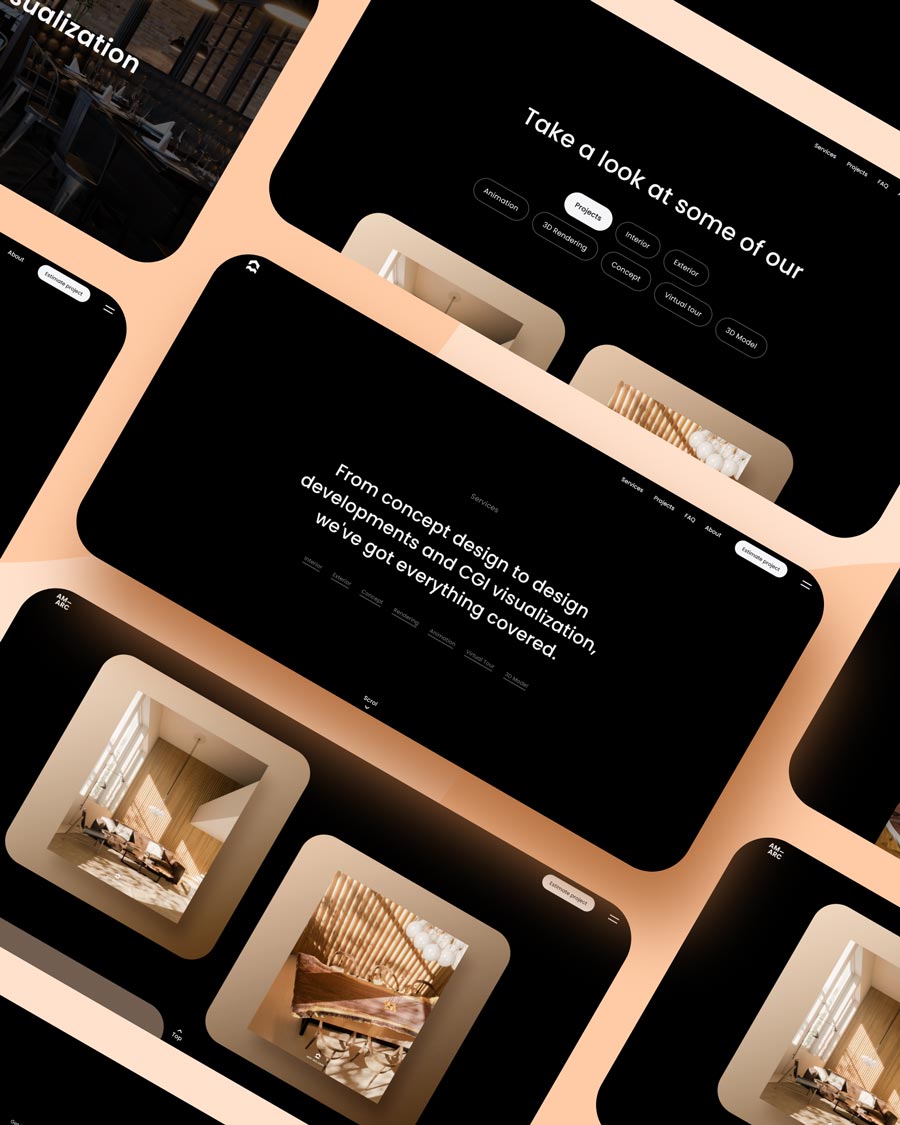 sualization
Take a look at some of our
Services
Projects
FAQ
Animation
Projects
Interior
Exterior
3D Rendering
Concept
Virtual tour
3D Model
About
Estimate project
Services
Projects
FAQ
About
Estimate project
Services
From concept design to design
developments and CGI visualization,
we've got everything covered.
Interior
Exterior
Concept
Rendering
Animation
Virtual Tour
3D Model
Scrol
AM—
ARC
Estimate project
Top
AM—
ARC